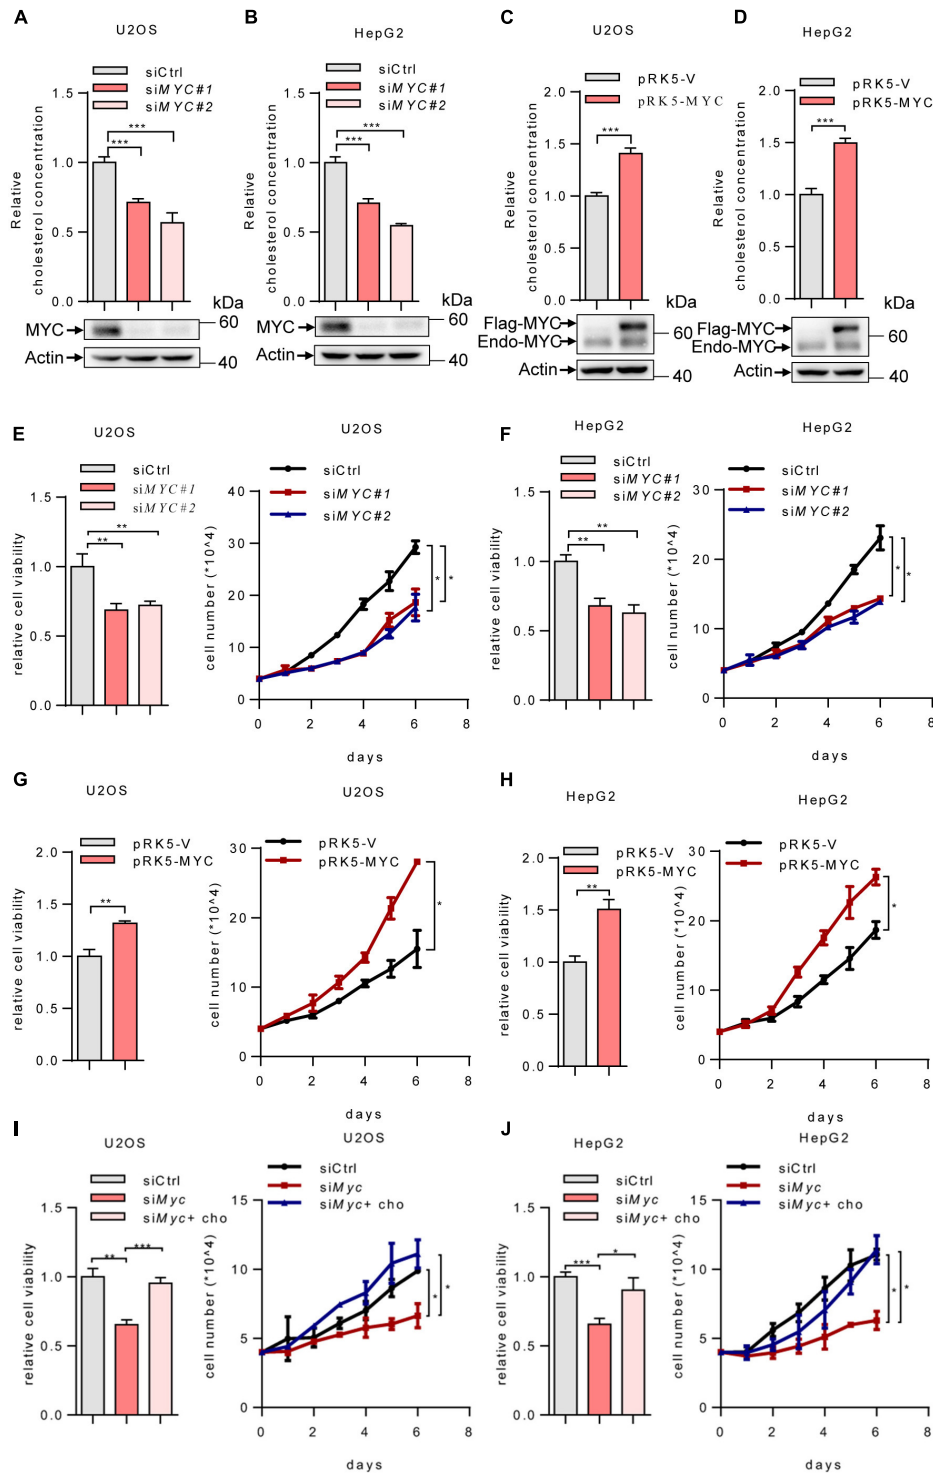 A
U2OS
siCtrl
siMYC#1
siMYC#2
1.5
1.0
0.5
0.0
Relative
cholesterol concentration
***
***
kDa
MYC
60
Actin
40
B
HepG2
siCtrl
siMYC#1
siMYC#2
1.5
1.0
0.5
0.0
Relative
cholesterol concentration
***
***
kDa
MYC
60
Actin
40
C
U2OS
pRK5-V
pRK5-MYC
2.0
1.5
1.0
0.5
0.0
Relative
cholesterol concentration
***
kDa
Flag-MYC
60
Endo-MYC
Actin
40
D
HepG2
pRK5-V
pRK5-MYC
2.0
1.5
1.0
0.5
0.0
Relative
cholesterol concentration
***
kDa
Flag-MYC
60
Endo-MYC
Actin
40
E
U2OS
siCtrl
siMYC#1
siMYC#2
1.5
1.0
0.5
0.0
relative cell viability
**
**
U2OS
siCtrl
siMYC#1
siMYC#2
40
30
20
10
0
cell number (*10^4)
* *
0 2 4 6 8
days
F
HepG2
siCtrl
siMYC#1
siMYC#2
1.5
1.0
0.5
0.0
relative cell viability
**
**
HepG2
siCtrl
siMYC#1
siMYC#2
30
20
10
0
cell number (*10^4)
* *
0 2 4 6 8
days
G
U2OS
pRK5-V
pRK5-MYC
2.0
1.5
1.0
0.5
0.0
relative cell viability
**
U2OS
pRK5-V
pRK5-MYC
30
20
10
0
cell number (*10^4)
*
0 2 4 6 8
days
H
HepG2
pRK5-V
pRK5-MYC
2.0
1.5
1.0
0.5
0.0
relative cell viability
**
HepG2
pRK5-V
pRK5-MYC
30
20
10
0
cell number (*10^4)
*
0 2 4 6 8
days
I
U2OS
siCtrl
siMyc
siMyc+ cho
1.5
1.0
0.5
0.0
relative cell viability
** ***
U2OS
siCtrl
siMyc
siMyc+ cho
15
10
5
0
cell number (*10^4)
* *
0 2 4 6 8
days
J
HepG2
siCtrl
siMyc
siMyc+ cho
1.5
1.0
0.5
0.0
relative cell viability
*** *
HepG2
siCtrl
siMyc
siMyc+ cho
15
10
5
0
cell number (*10^4)
* *
0 2 4 6 8
days